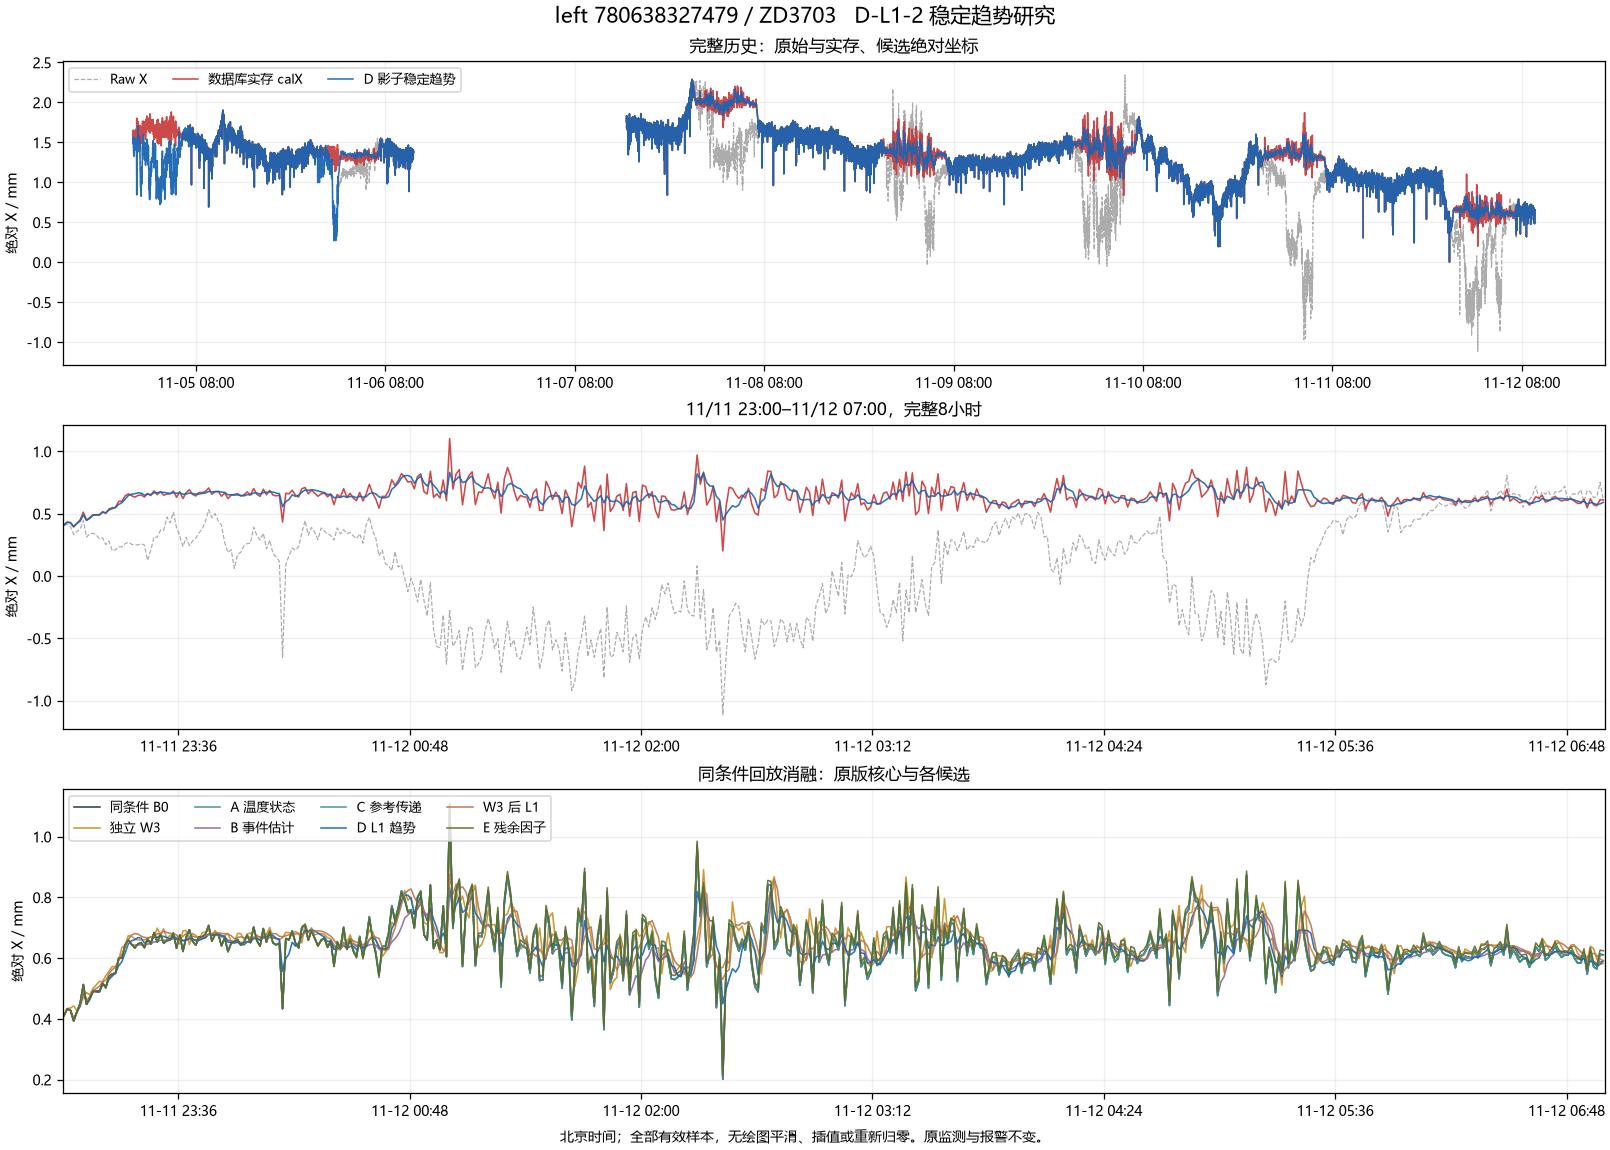 left 780638327479 / ZD3703   D-L1-2 稳定趋势研究
完整历史：原始与实存、候选绝对坐标
Raw X
数据库实存 calX
D 影子稳定趋势
绝对 X / mm
2.5
2.0
1.5
1.0
0.5
0.0
-0.5
-1.0
11-05 08:00
11-06 08:00
11-07 08:00
11-08 08:00
11-09 08:00
11-10 08:00
11-11 08:00
11-12 08:00
11/11 23:00–11/12 07:00，完整8小时
绝对 X / mm
1.0
0.5
0.0
-0.5
-1.0
11-11 23:36
11-12 00:48
11-12 02:00
11-12 03:12
11-12 04:24
11-12 05:36
11-12 06:48
同条件回放消融：原版核心与各候选
同条件 B0
A 温度状态
C 参考传递
W3 后 L1
独立 W3
B 事件估计
D L1 趋势
E 残余因子
绝对 X / mm
1.0
0.8
0.6
0.4
0.2
11-11 23:36
11-12 00:48
11-12 02:00
11-12 03:12
11-12 04:24
11-12 05:36
11-12 06:48
北京时间；全部有效样本，无绘图平滑、插值或重新归零。原监测与报警不变。